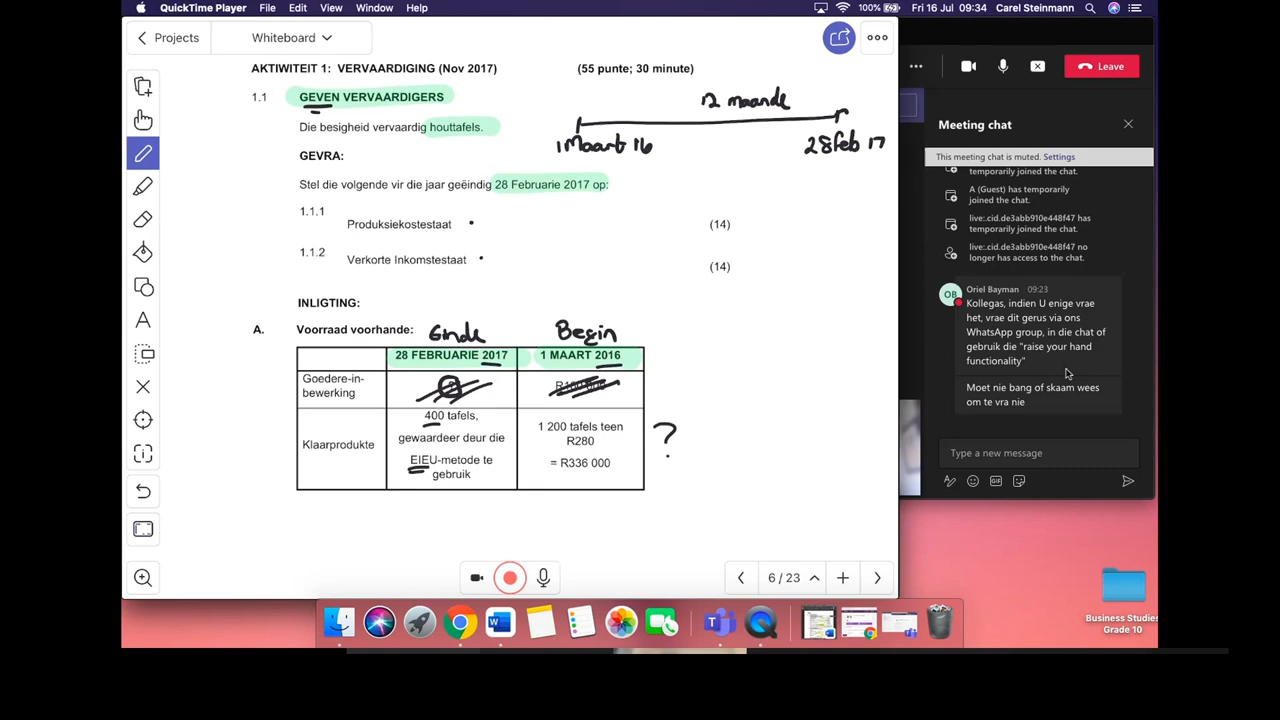 QuickTime Player File Edit View Window Help 100% Fri 16 Jul 09:34 Carel Steinmann
Projects Whiteboard
AKTIWITEIT 1: VERVAARDIGING (Nov 2017) (55 punte; 30 minute)
1.1 GEVEN VERVAARDIGERS
12 maande
Die besigheid vervaardig houttafels.
1 Maart 16 28 Feb 17
GEVRA:
Stel die volgende vir die jaar geëindig 28 Februarie 2017 op:
1.1.1
Produksiekostestaat (14)
1.1.2
Verkorte Inkomstestaat (14)
INLIGTING:
A. Voorraad voorhande:
Einde Begin
28 FEBRUARIE 2017 1 MAART 2016
Goedere-in-
bewerking
Klaarprodukte
400 tafels,
gewaardeer deur die
EIEU-metode te
gebruik
1 200 tafels teen
R280
= R336 000
?
6 / 23
Leave
Meeting chat
This meeting chat is muted. Settings
temporarily joined the chat.
A (Guest) has temporarily
joined the chat.
live:.cid.de3abb910e448f47 has
temporarily joined the chat.
live:.cid.de3abb910e448f47 no
longer has access to the chat.
OB Oriel Bayman 09:23
Kollegas, indien U enige vrae
het, vrae dit gerus via ons
WhatsApp group, in die chat of
gebruik die "raise your hand
functionality"
Moet nie bang of skaam wees
om te vra nie
Type a new message
GIF
Business Studies
Grade 10